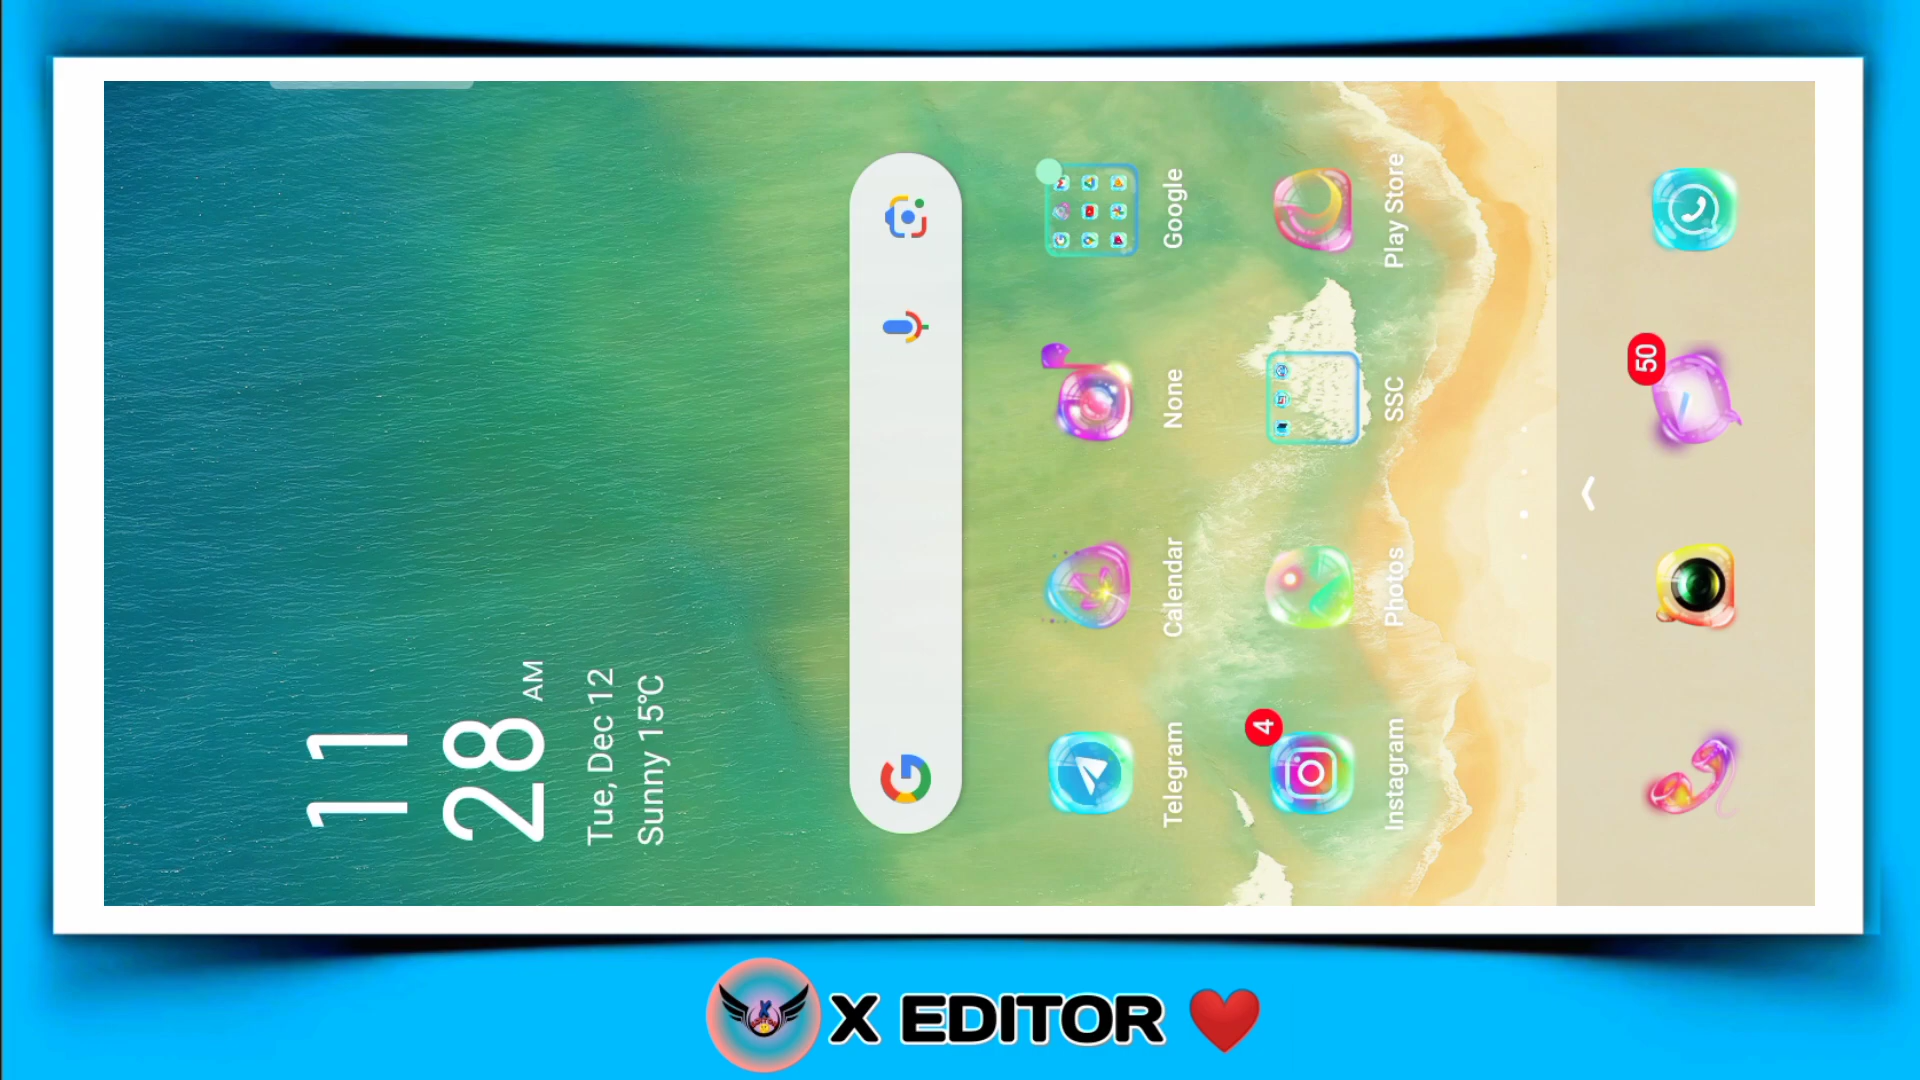 11
28 AM
Tue, Dec 12
Sunny 15°C
Telegram
Calendar
None
Google
4
Instagram
Photos
SSC
Play Store
50
X EDITOR